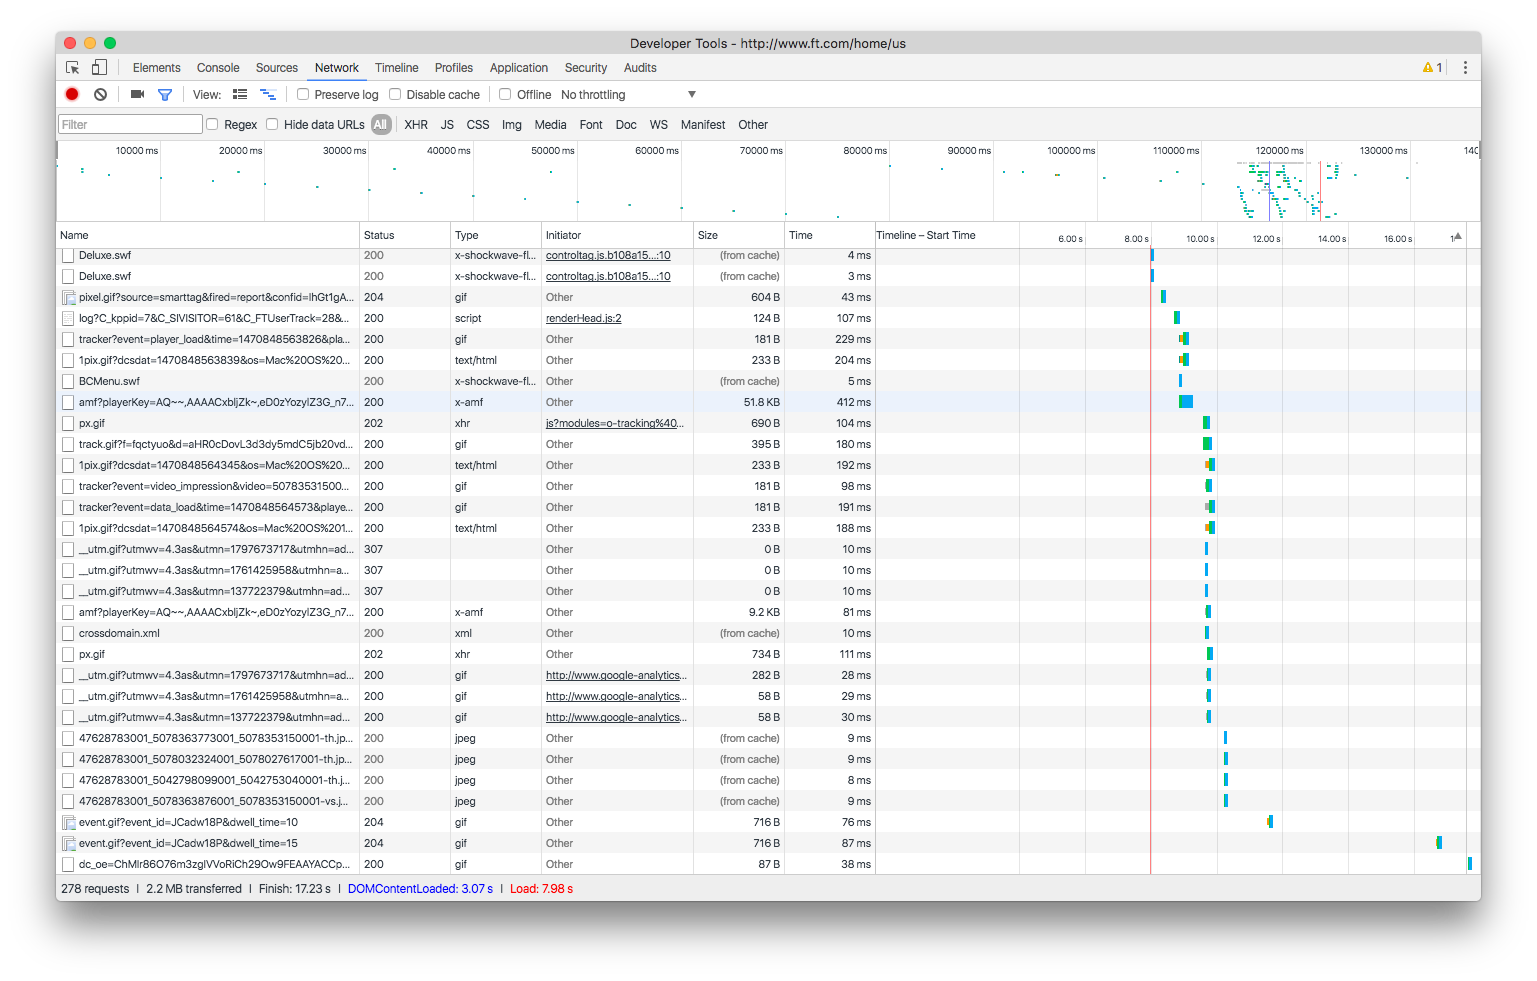 Developer Tools - http://www.ft.com/home/us
Elements Console Sources Network Timeline Profiles Application Security Audits 1
View: Preserve log Disable cache Offline No throttling
Filter Regex Hide data URLs All XHR JS CSS Img Media Font Doc WS Manifest Other
10000 ms 20000 ms 30000 ms 40000 ms 50000 ms 60000 ms 70000 ms 80000 ms 90000 ms 100000 ms 110000 ms 120000 ms 130000 ms 140
Name Status Type Initiator Size Time Timeline – Start Time 6.00 s 8.00 s 10.00 s 12.00 s 14.00 s 16.00 s 1
Deluxe.swf 200 x-shockwave-fl... controltag.js.b108a15...:10 (from cache) 4 ms
Deluxe.swf 200 x-shockwave-fl... controltag.js.b108a15...:10 (from cache) 3 ms
pixel.gif?source=smarttag&fired=report&confid=lhGt1gA... 204 gif Other 604 B 43 ms
log?C_kppid=7&C_SIVISITOR=61&C_FTUserTrack=28&... 200 script renderHead.js:2 124 B 107 ms
tracker?event=player_load&time=1470848563826&pla... 200 gif Other 181 B 229 ms
1pix.gif?dcsdat=1470848563839&os=Mac%20OS%20... 200 text/html Other 233 B 204 ms
BCMenu.swf 200 x-shockwave-fl... Other (from cache) 5 ms
amf?playerKey=AQ~~,AAAACxbljZk~,eD0zYozylZ3G_n7... 200 x-amf Other 51.8 KB 412 ms
px.gif 202 xhr js?modules=o-tracking%40... 690 B 104 ms
track.gif?f=fqctyuo&d=aHR0cDovL3d3dy5mdC5jb20vd... 200 gif Other 395 B 180 ms
1pix.gif?dcsdat=1470848564345&os=Mac%20OS%20... 200 text/html Other 233 B 192 ms
tracker?event=video_impression&video=50783531500... 200 gif Other 181 B 98 ms
tracker?event=data_load&time=1470848564573&playe... 200 gif Other 181 B 191 ms
1pix.gif?dcsdat=1470848564574&os=Mac%20OS%201... 200 text/html Other 233 B 188 ms
__utm.gif?utmwv=4.3as&utmn=1797673717&utmhn=ad... 307 Other 0 B 10 ms
__utm.gif?utmwv=4.3as&utmn=1761425958&utmhn=a... 307 Other 0 B 10 ms
__utm.gif?utmwv=4.3as&utmn=137722379&utmhn=ad... 307 Other 0 B 10 ms
amf?playerKey=AQ~~,AAAACxbljZk~,eD0zYozylZ3G_n7... 200 x-amf Other 9.2 KB 81 ms
crossdomain.xml 200 xml Other (from cache) 10 ms
px.gif 202 xhr Other 734 B 111 ms
__utm.gif?utmwv=4.3as&utmn=1797673717&utmhn=ad... 200 gif http://www.google-analytics... 282 B 28 ms
__utm.gif?utmwv=4.3as&utmn=1761425958&utmhn=a... 200 gif http://www.google-analytics... 58 B 29 ms
__utm.gif?utmwv=4.3as&utmn=137722379&utmhn=ad... 200 gif http://www.google-analytics... 58 B 30 ms
47628783001_5078363773001_5078353150001-th.jp... 200 jpeg Other (from cache) 9 ms
47628783001_5078032324001_5078027617001-th.jp... 200 jpeg Other (from cache) 9 ms
47628783001_5042798099001_5042753040001-th.j... 200 jpeg Other (from cache) 8 ms
47628783001_5078363876001_5078353150001-vs.j... 200 jpeg Other (from cache) 9 ms
event.gif?event_id=JCadw18P&dwell_time=10 204 gif Other 716 B 76 ms
event.gif?event_id=JCadw18P&dwell_time=15 204 gif Other 716 B 87 ms
dc_oe=ChMIr86O76m3zgIVVoRiCh29Ow9FEAAYACCp... 200 gif Other 87 B 38 ms
278 requests | 2.2 MB transferred | Finish: 17.23 s | DOMContentLoaded: 3.07 s | Load: 7.98 s